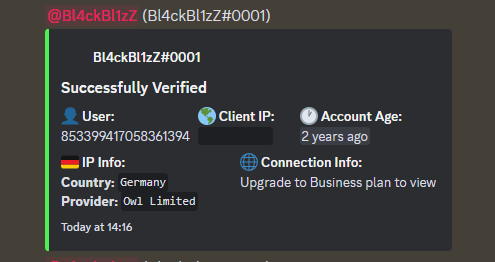 @Bl4ckBl1zZ (Bl4ckBl1zZ#0001)
Bl4ckBl1zZ#0001
Successfully Verified
User: Client IP: Account Age:
853399417058361394 2 years ago
IP Info: Connection Info:
Country: Germany Upgrade to Business plan to view
Provider: Owl Limited
Today at 14:16